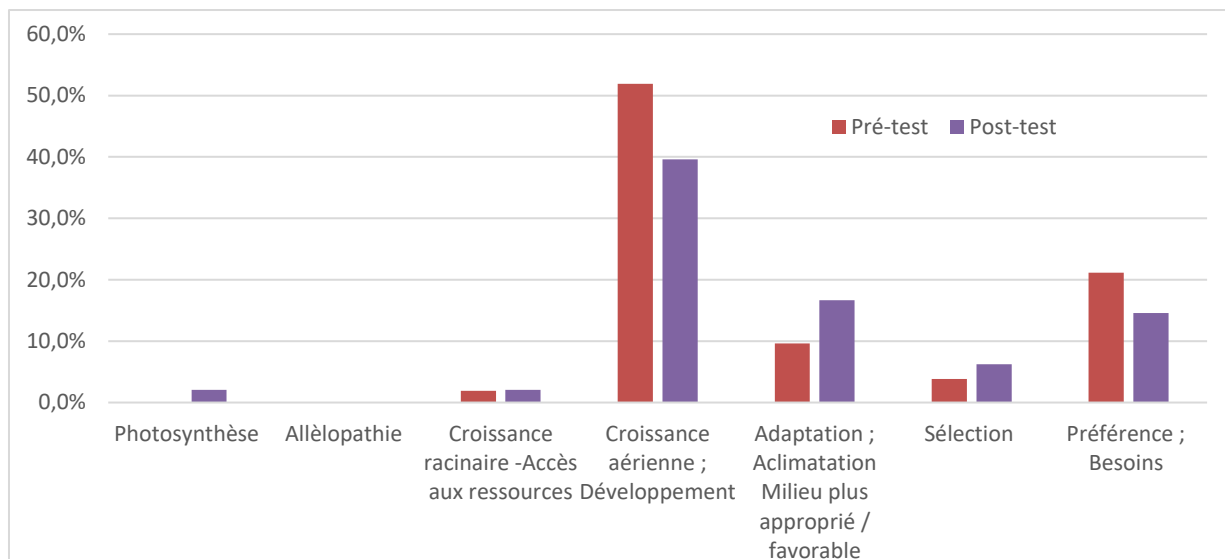 60,0%
50,0%
40,0%
30,0%
20,0%
10,0%
0,0%
Pré-test
Post-test
Photosynthèse
Allèlopathie
Croissance
racinaire -Accès
aux ressources
Croissance
aérienne ;
Développement
Adaptation ;
Aclimatation
Milieu plus
approprié /
favorable
Sélection
Préférence ;
Besoins